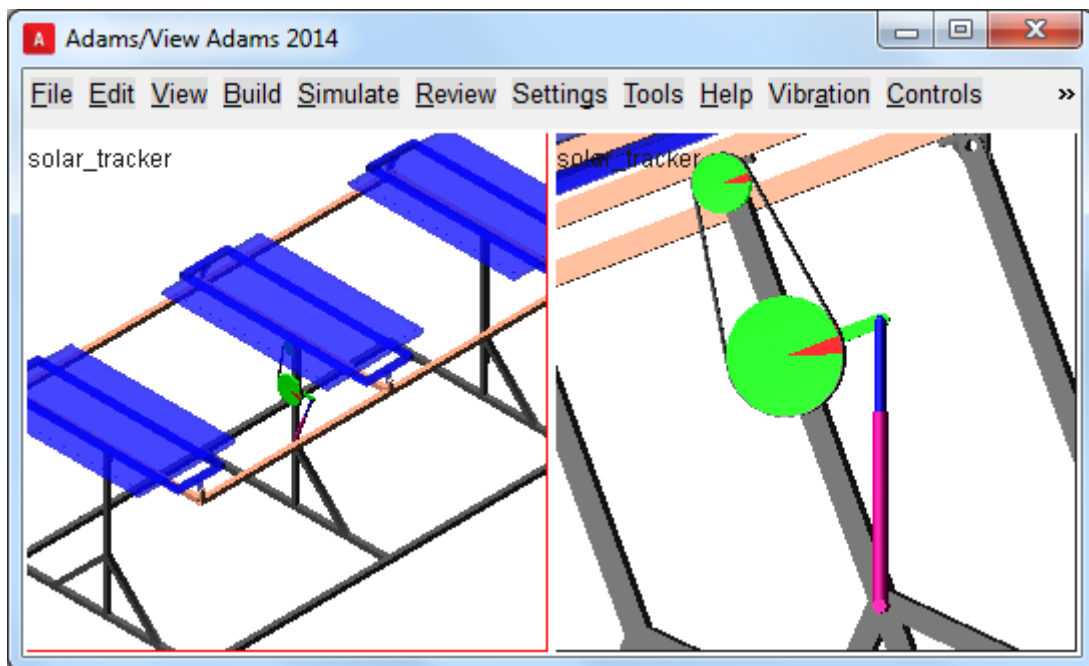 A Adams/View Adams 2014
File Edit View Build Simulate Review Settings Tools Help Vibration Controls »
solar_tracker
solar_tracker